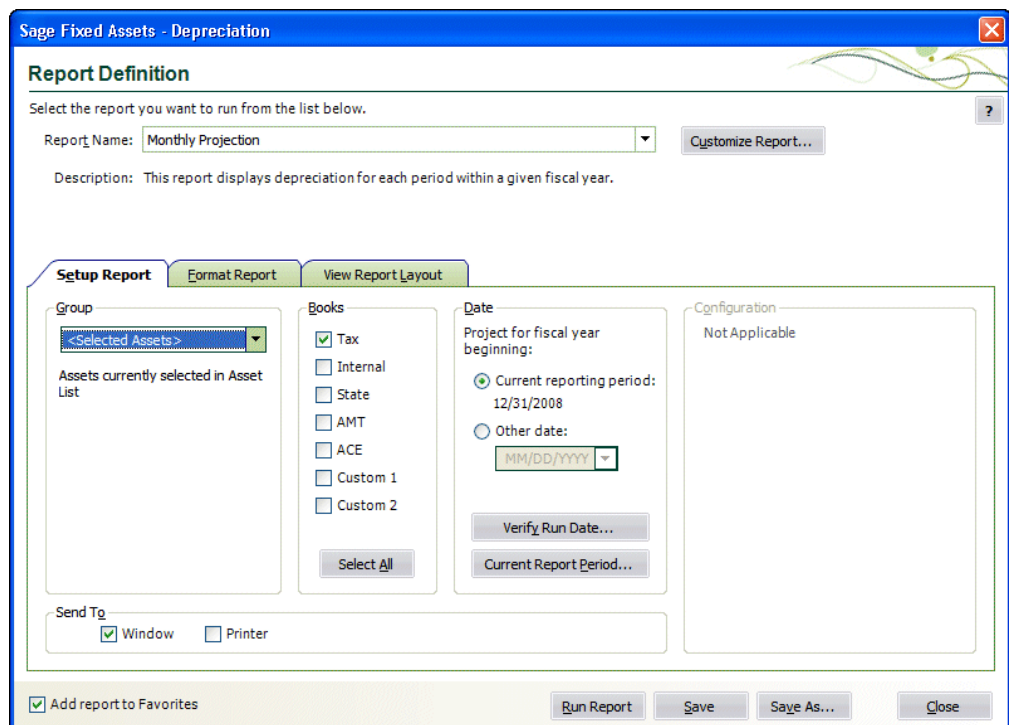 Sage Fixed Assets - Depreciation
Report Definition
Select the report you want to run from the list below.
?
Report Name: Monthly Projection
Customize Report...
Description: This report displays depreciation for each period within a given fiscal year.
Setup Report
Format Report
View Report Layout
Group
<Selected Assets>
Assets currently selected in Asset
List
Books
Tax
Internal
State
AMT
ACE
Custom 1
Custom 2
Select All
Date
Project for fiscal year
beginning:
Current reporting period:
12/31/2008
Other date:
MM/DD/YYYY
Verify Run Date...
Current Report Period...
Configuration
Not Applicable
Send To
Window
Printer
Add report to Favorites
Run Report
Save
Save As...
Close